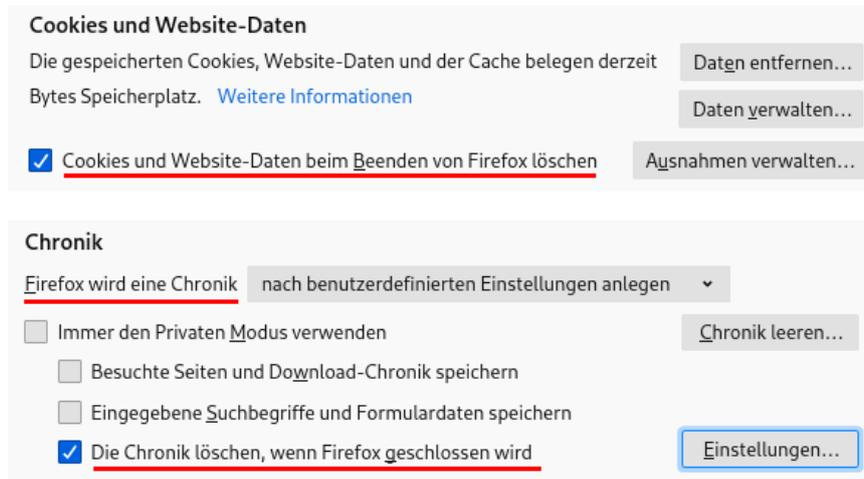 Cookies und Website-Daten
Die gespeicherten Cookies, Website-Daten und der Cache belegen derzeit
Daten entfernen...
Bytes Speicherplatz. Weitere Informationen
Daten verwalten...
Cookies und Website-Daten beim Beenden von Firefox löschen
Ausnahmen verwalten...
Chronik
Firefox wird eine Chronik nach benutzerdefinierten Einstellungen anlegen
Immer den Privaten Modus verwenden
Chronik leeren...
Besuchte Seiten und Download-Chronik speichern
Eingegebene Suchbegriffe und Formulardaten speichern
Die Chronik löschen, wenn Firefox geschlossen wird
Einstellungen...